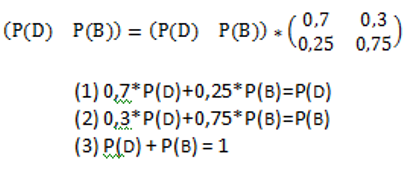 (P(D) P(B)) = (P(D) P(B)) * (0,7 0,3
0,25 0,75)
(1) 0,7*P(D)+0,25*P(B)=P(D)
(2) 0,3*P(D)+0,75*P(B)=P(B)
(3) P(D) + P(B) = 1